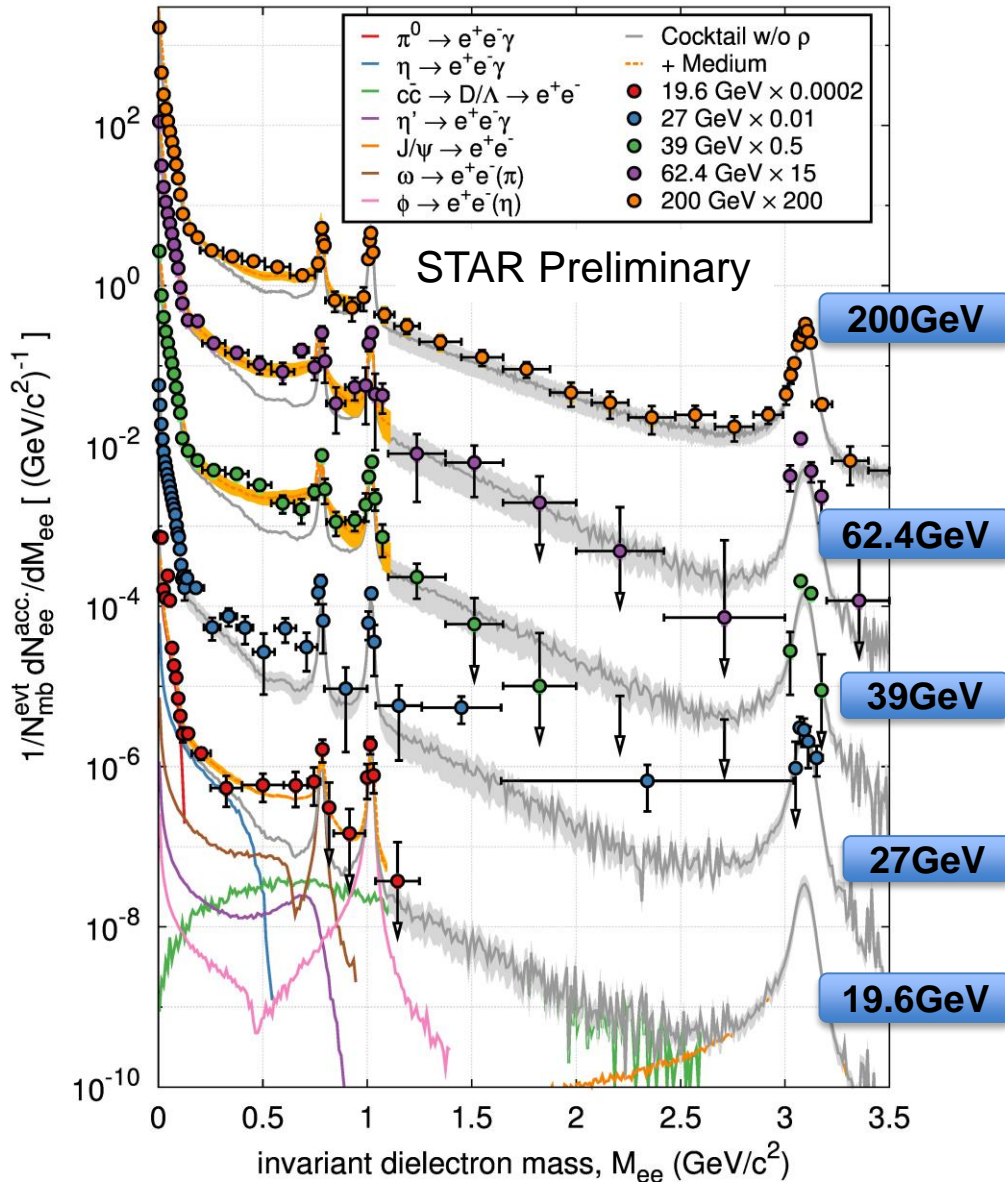 π⁰ → e⁺e⁻γ
η → e⁺e⁻γ
cc̄ → D/Λ → e⁺e⁻
η' → e⁺e⁻γ
J/ψ → e⁺e⁻
ω → e⁺e⁻(π)
ϕ → e⁺e⁻(η)
Cocktail w/o ρ
+ Medium
19.6 GeV × 0.0002
27 GeV × 0.01
39 GeV × 0.5
62.4 GeV × 15
200 GeV × 200
STAR Preliminary
200GeV
62.4GeV
39GeV
27GeV
19.6GeV
1/N_mb^evt dN_ee^acc./dM_ee [ (GeV/c²)⁻¹ ]
10²
10⁰
10⁻²
10⁻⁴
10⁻⁶
10⁻⁸
10⁻¹⁰
0 0.5 1 1.5 2 2.5 3 3.5
invariant dielectron mass, M_ee (GeV/c²)